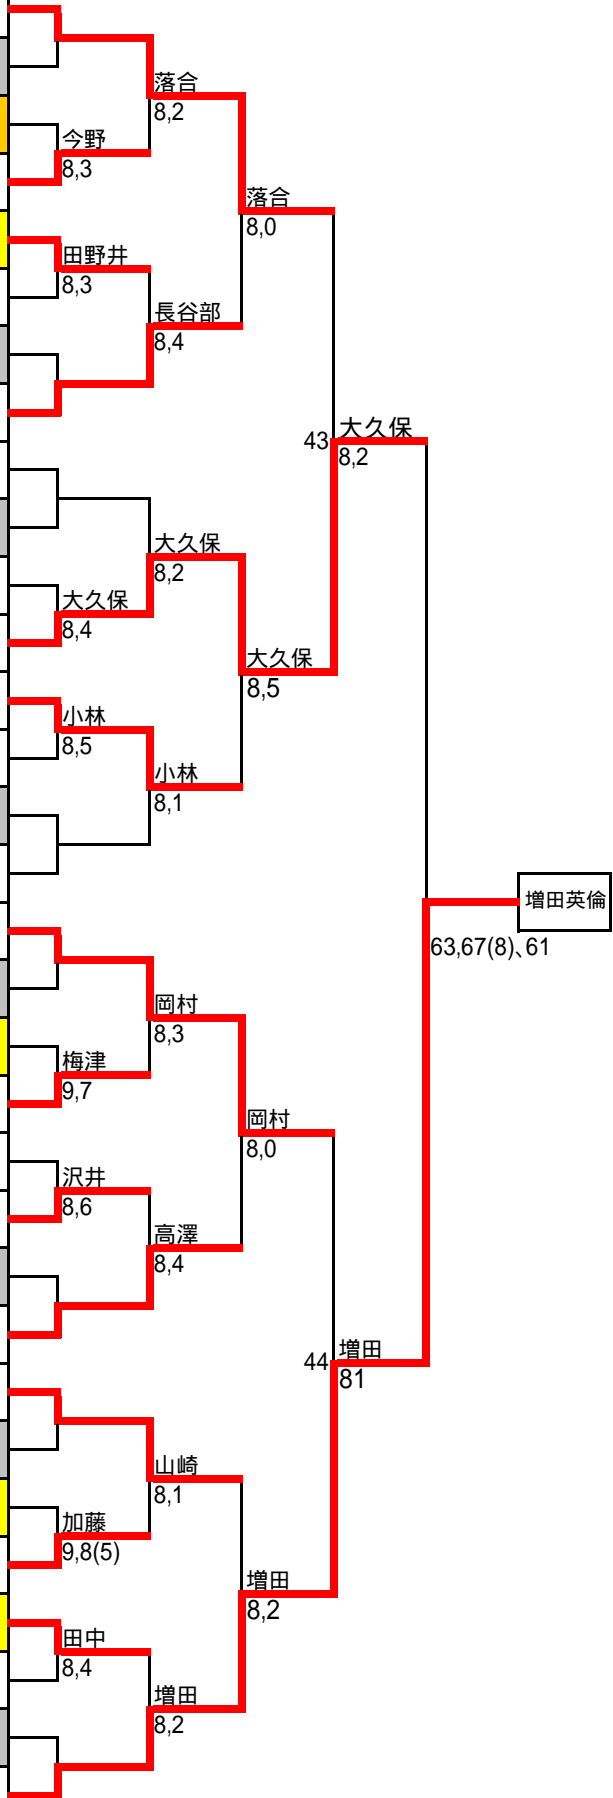 落合
8,2
今野
8,3
落合
8,0
田野井
8,3
長谷部
8,4
43
大久保
8,2
大久保
8,2
大久保
8,4
大久保
8,5
小林
8,5
小林
8,1
増田英倫
63,67(8)、61
岡村
8,3
梅津
9,7
岡村
8,0
沢井
8,6
高澤
8,4
44
増田
81
山崎
8,1
加藤
9,8(5)
増田
8,2
田中
8,4
増田
8,2